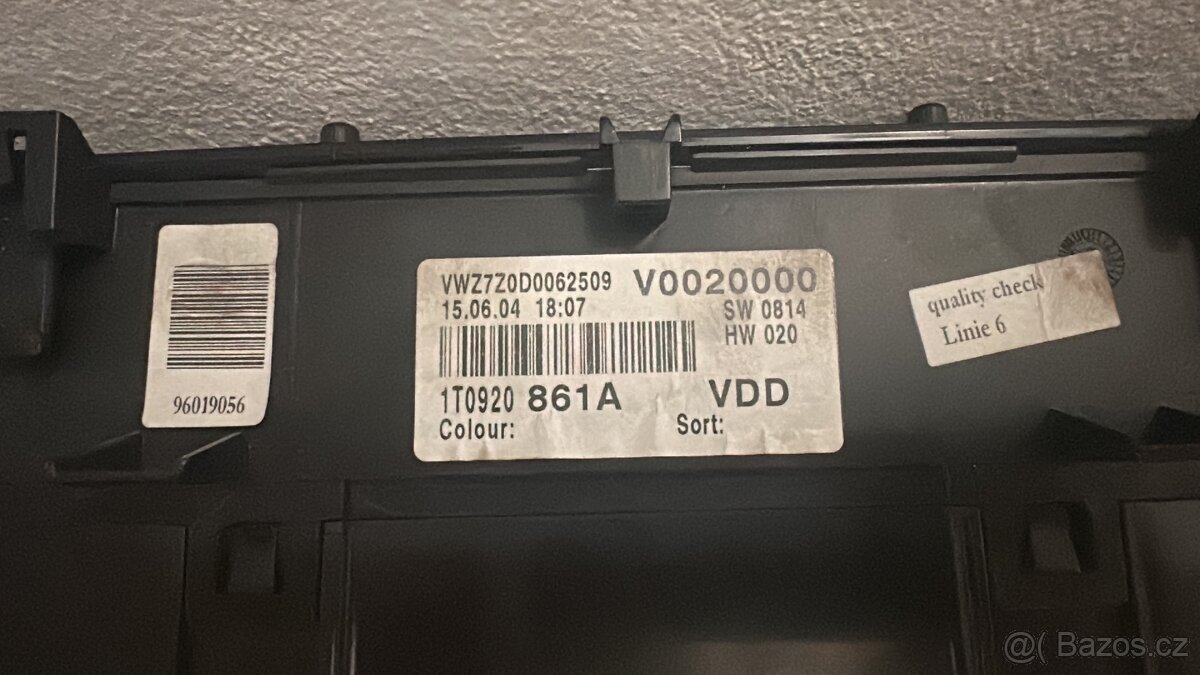 96019056
VWZ7Z0D0062509 V0020000
15.06.04 18:07 SW 0814
HW 020
1T0920 861A VDD
Colour: Sort:
quality check
Linie 6
@( Bazos.cz